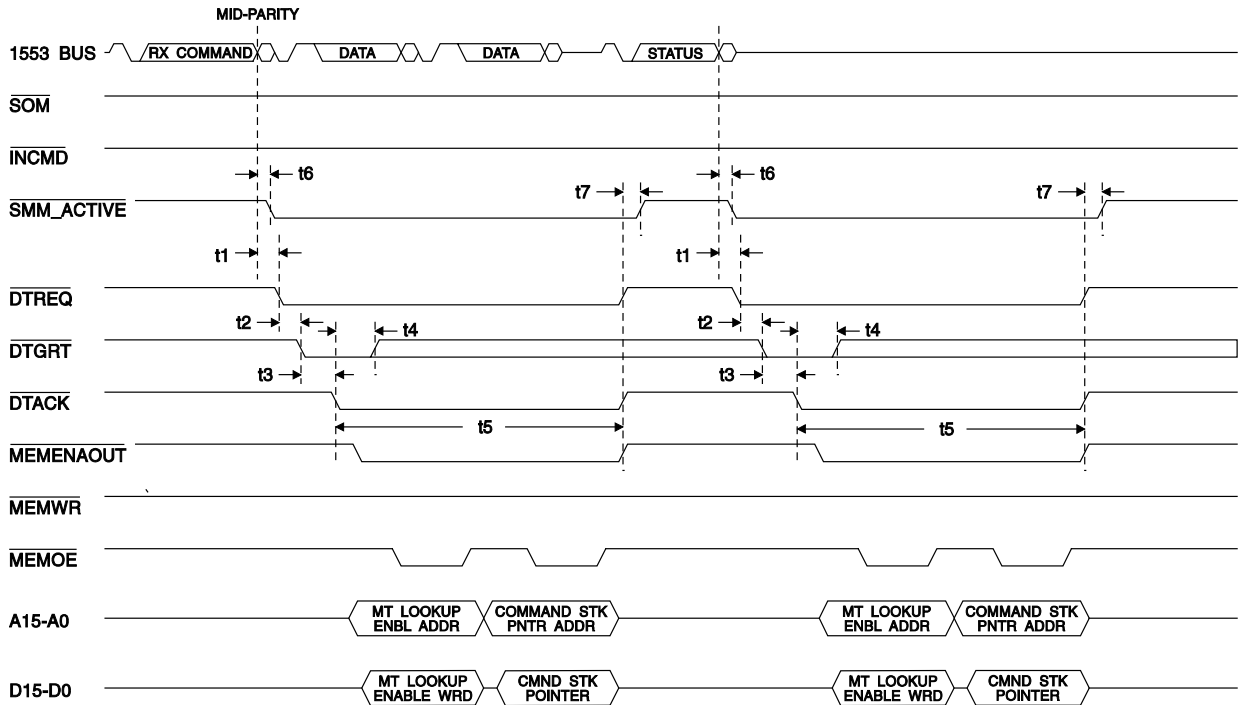 MID-PARITY
1553 BUS RX COMMAND DATA DATA STATUS
SOM
INCMD
t6 t6
t7 t7
SMM_ACTIVE
t1 t1
DTREQ
t2 t4 t2 t4
DTGRT
t3 t3
DTACK
t5 t5
MEMENAOUT
MEMWR
MEMOE
A15-A0
MT LOOKUP
ENBL ADDR
COMMAND STK
PNTR ADDR
MT LOOKUP
ENBL ADDR
COMMAND STK
PNTR ADDR
D15-D0
MT LOOKUP
ENABLE WRD
CMND STK
POINTER
MT LOOKUP
ENABLE WRD
CMND STK
POINTER